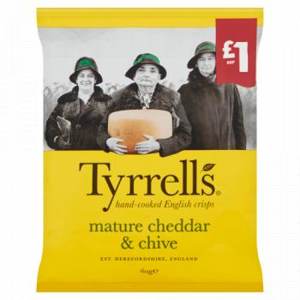 £1
RRP
Tyrrells®
hand-cooked English crisps
mature cheddar
& chive
EST. HEREFORDSHIRE, ENGLAND